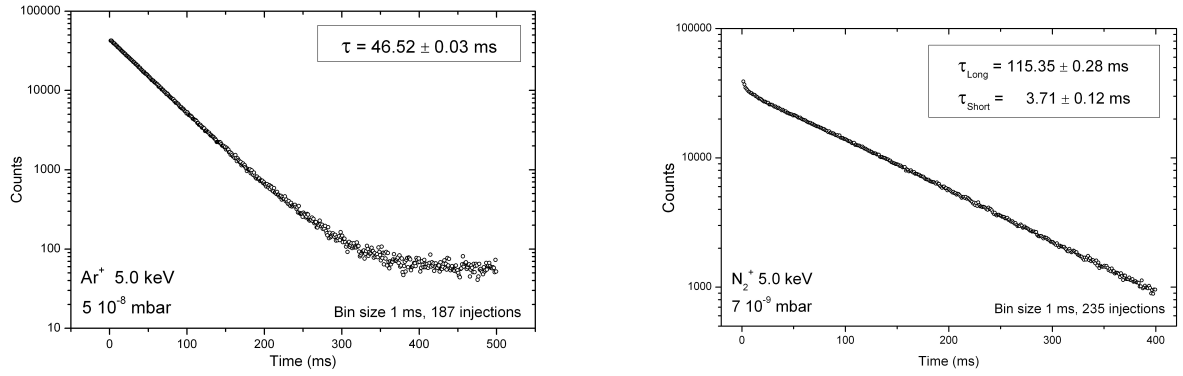 100000
10000
1000
100
10
Counts
τ = 46.52 ± 0.03 ms
Ar⁺ 5.0 keV
5 10⁻⁸ mbar
Bin size 1 ms, 187 injections
0 100 200 300 400 500
Time (ms)
100000
10000
1000
Counts
τ_Long = 115.35 ± 0.28 ms
τ_Short = 3.71 ± 0.12 ms
N₂⁺ 5.0 keV
7 10⁻⁹ mbar
Bin size 1 ms, 235 injections
0 100 200 300 400
Time (ms)